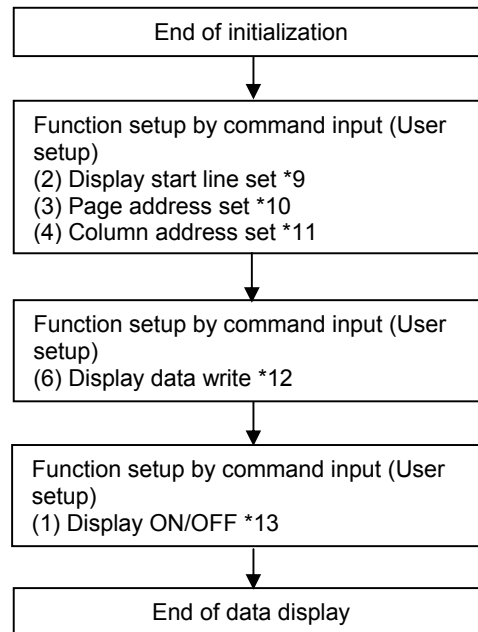 End of initialization
Function setup by command input (User
setup)
(2) Display start line set *9
(3) Page address set *10
(4) Column address set *11
Function setup by command input (User
setup)
(6) Display data write *12
Function setup by command input (User
setup)
(1) Display ON/OFF *13
End of data display